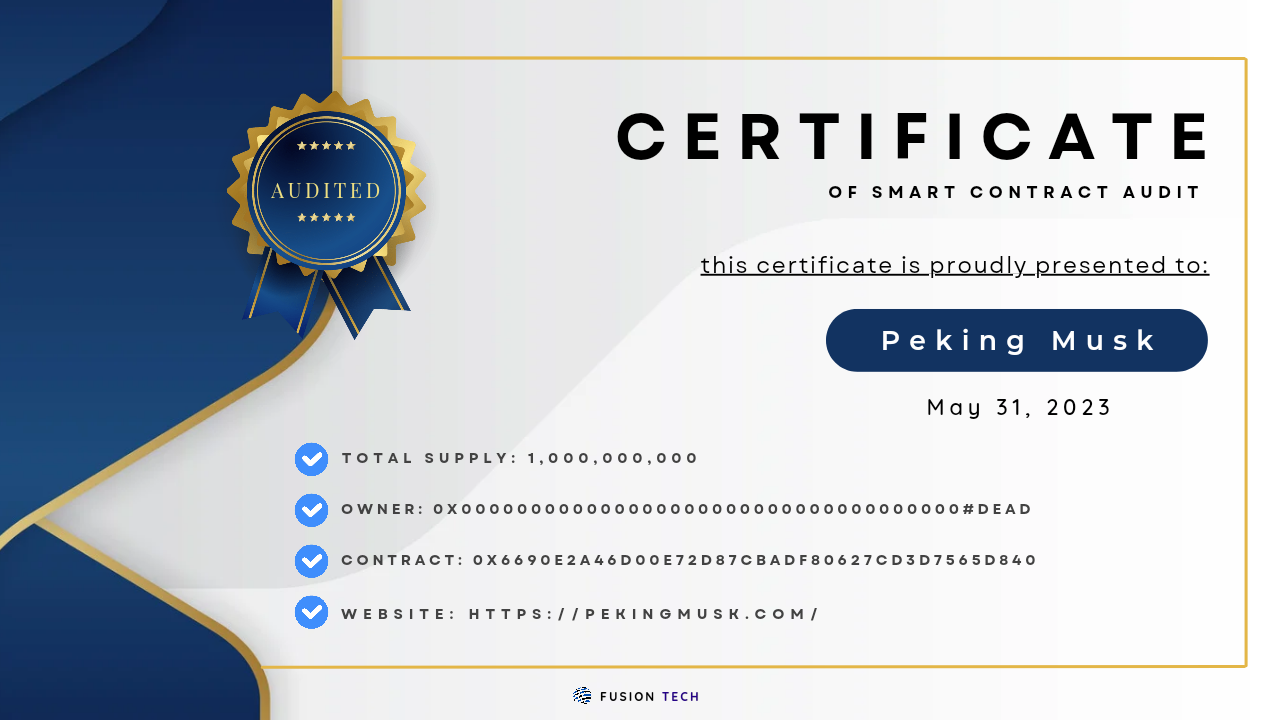 AUDITED
CERTIFICATE
OF SMART CONTRACT AUDIT
this certificate is proudly presented to:
Peking Musk
May 31, 2023
TOTAL SUPPLY: 1,000,000,000
OWNER: 0X00000000000000000000000000000000000#DEAD
CONTRACT: 0X6690E2A46D00E72D87CBADF80627CD3D7565D840
WEBSITE: HTTPS://PEKINGMUSK.COM/
FUSION TECH